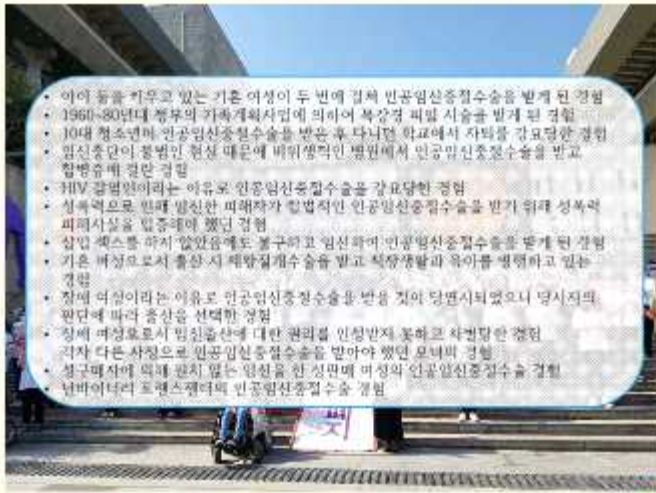 • 아이 둘을 키우고 있는 기혼 여성이 두 번에 걸쳐 인공임신중절수술을 받게 된 경험
• 1960-80년대 정부의 가족계획사업에 의하여 복강경 피임 시술을 받게 된 경험
• 10대 청소년이 인공임신중절수술을 받은 후 다니던 학교에서 자퇴를 강요당한 경험
• 임신중단이 불법인 현실 때문에 비위생적인 병원에서 인공임신중절수술을 받고
합병증에 걸린 경험
• HIV 감염인이라는 이유로 인공임신중절수술을 강요당한 경험
• 성폭력으로 인해 임신한 피해자가 합법적인 인공임신중절수술을 받기 위해 성폭력
피해사실을 입증해야 했던 경험
• 삽입 섹스를 하지 않았음에도 불구하고 임신하여 인공임신중절수술을 받게 된 경험
• 기혼 여성으로서 출산 시 제왕절개수술을 받고 직장생활과 육아를 병행하고 있는
경험
• 장애 여성이라는 이유로 인공임신중절수술을 받을 것이 당연시되었으나 당사자의
판단에 따라 출산을 선택한 경험
• 장애 여성으로서 임신출산에 대한 권리를 인정받지 못하고 차별당한 경험
• 각자 다른 사정으로 인공임신중절수술을 받아야 했던 모녀의 경험
• 성구매자에 의해 원치 않는 임신을 한 성판매 여성의 인공임신중절수술 경험
• 넌바이너리 트랜스젠더의 인공임신중절수술 경험